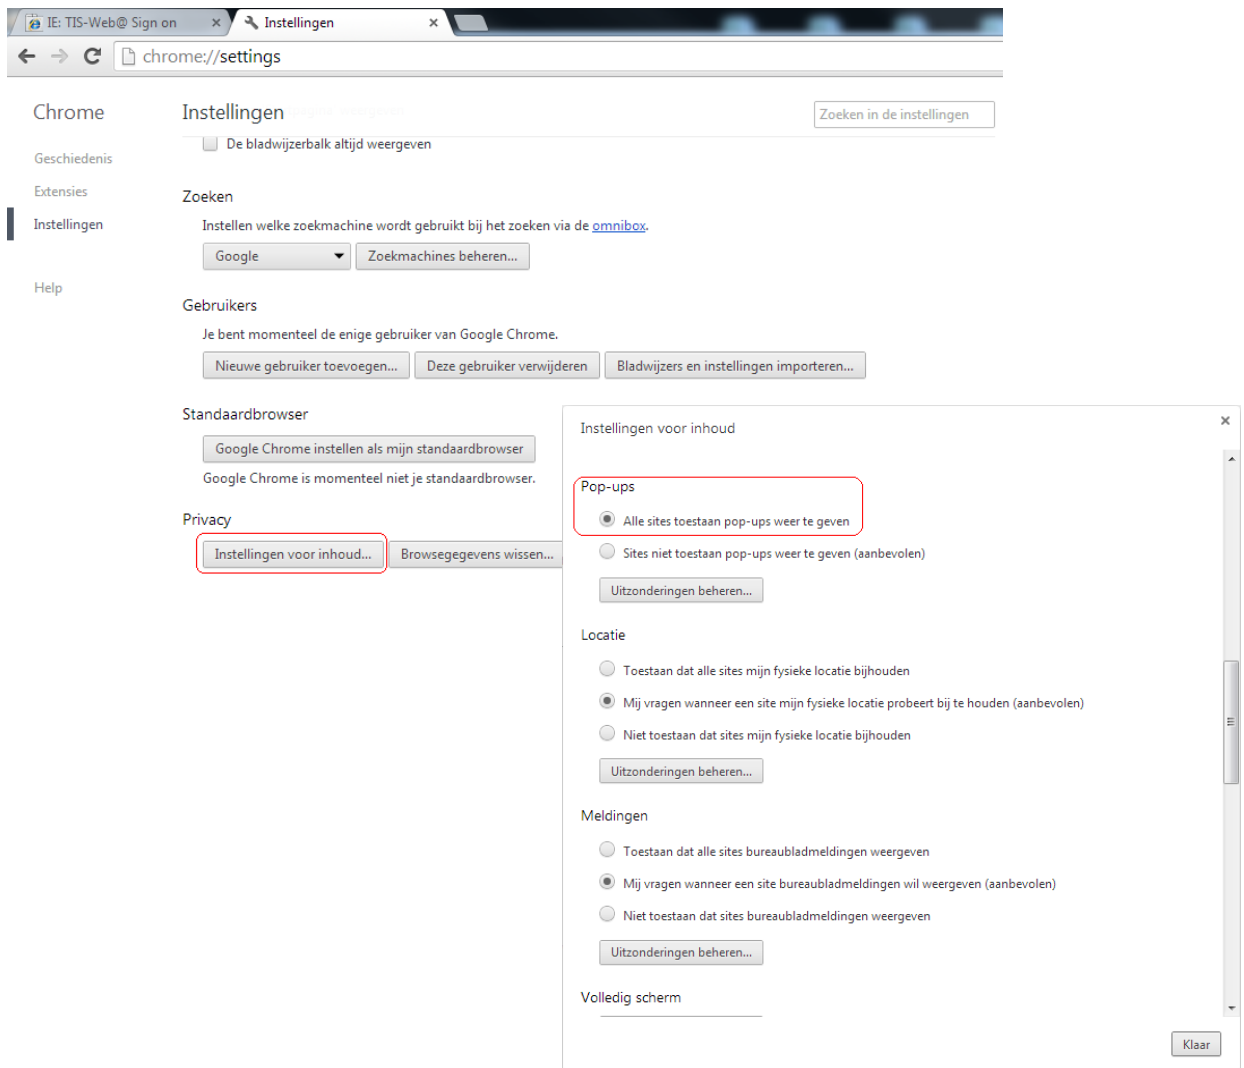 IE: TIS-Web@ Sign on
Instellingen
chrome://settings
Chrome
Geschiedenis
Extensies
Instellingen
Help
Instellingen
Zoeken in de instellingen
De bladwijzerbalk altijd weergeven
Zoeken
Instellen welke zoekmachine wordt gebruikt bij het zoeken via de omnibox.
Google
Zoekmachines beheren...
Gebruikers
Je bent momenteel de enige gebruiker van Google Chrome.
Nieuwe gebruiker toevoegen...
Deze gebruiker verwijderen
Bladwijzers en instellingen importeren...
Standaardbrowser
Google Chrome instellen als mijn standaardbrowser
Google Chrome is momenteel niet je standaardbrowser.
Privacy
Instellingen voor inhoud...
Browsegegevens wissen...
Instellingen voor inhoud
Pop-ups
Alle sites toestaan pop-ups weer te geven
Sites niet toestaan pop-ups weer te geven (aanbevolen)
Uitzonderingen beheren...
Locatie
Toestaan dat alle sites mijn fysieke locatie bijhouden
Mij vragen wanneer een site mijn fysieke locatie probeert bij te houden (aanbevolen)
Niet toestaan dat sites mijn fysieke locatie bijhouden
Uitzonderingen beheren...
Meldingen
Toestaan dat alle sites bureaubladmeldingen weergeven
Mij vragen wanneer een site bureaubladmeldingen wil weergeven (aanbevolen)
Niet toestaan dat sites bureaubladmeldingen weergeven
Uitzonderingen beheren...
Volledig scherm
Klaar